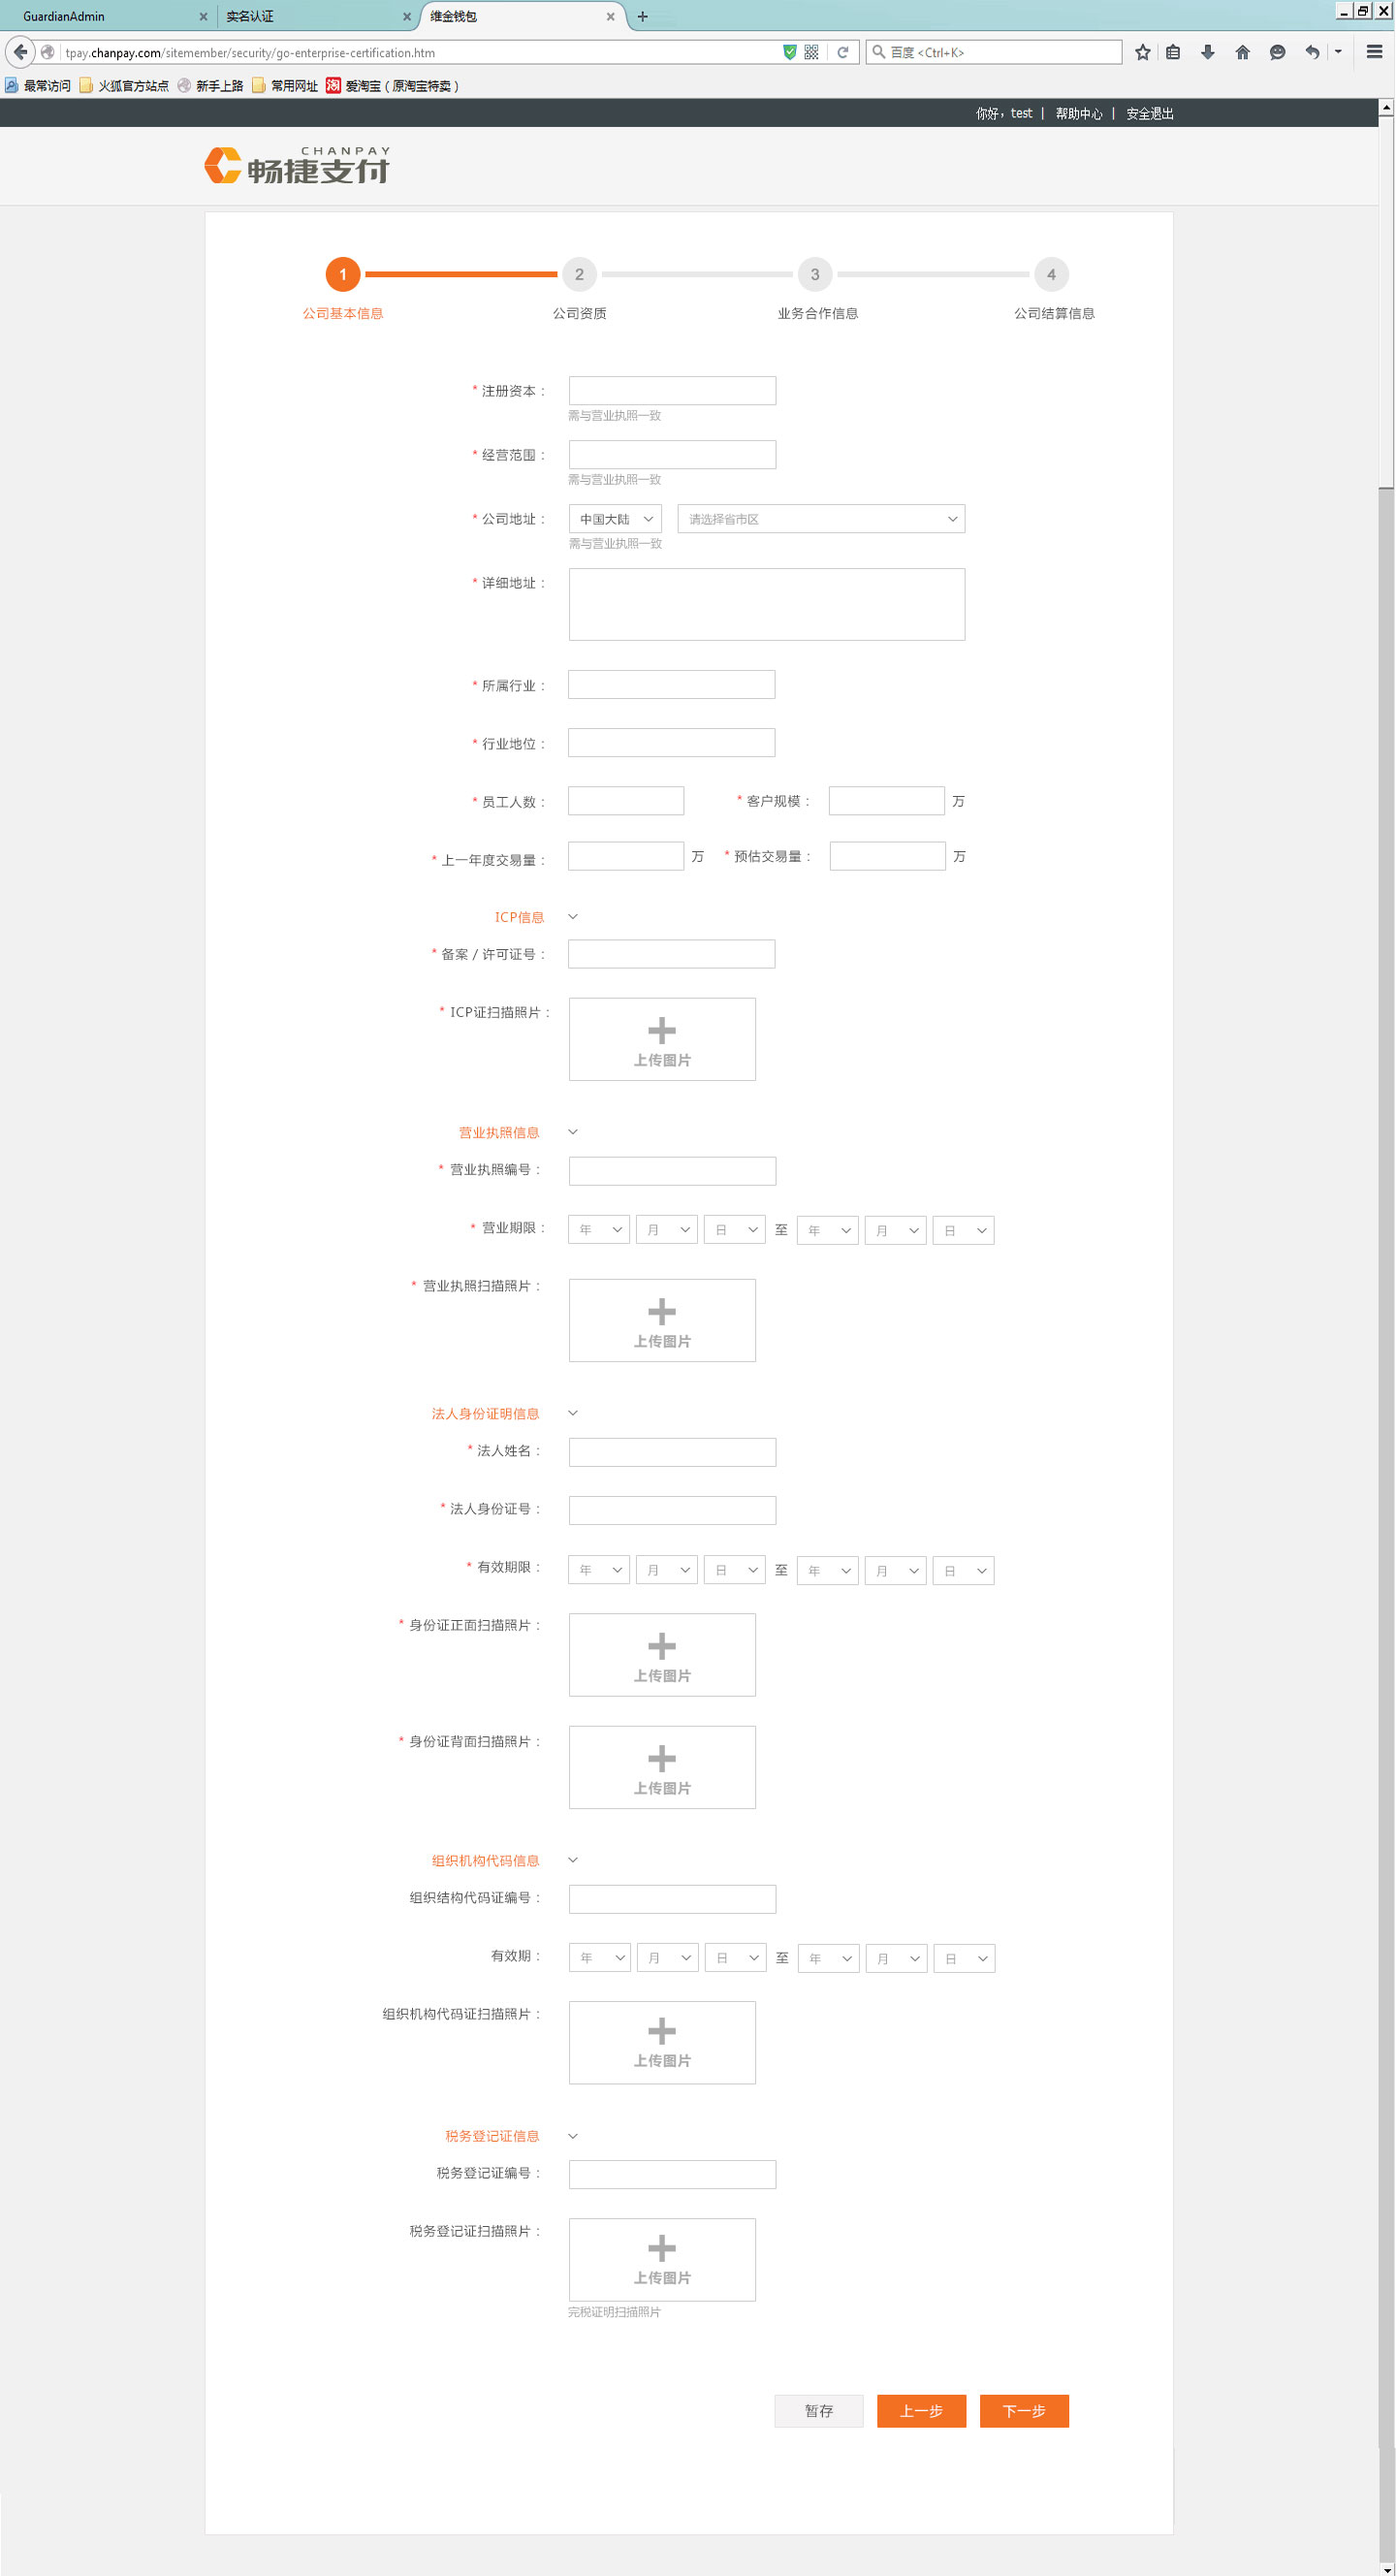 GuardianAdmin 实名认证 维金钱包
tpay.chanpay.com/sitemember/security/go-enterprise-certification.htm 百度 <Ctrl+K>
最常访问 火狐官方站点 新手上路 常用网址 淘 爱淘宝（原淘宝特卖）
你好，test | 帮助中心 | 安全退出
CHANPAY
畅捷支付
1 2 3 4
公司基本信息 公司资质 业务合作信息 公司结算信息
* 注册资本：
需与营业执照一致
* 经营范围：
需与营业执照一致
* 公司地址： 中国大陆 请选择省市区
需与营业执照一致
* 详细地址：
* 所属行业：
* 行业地位：
* 员工人数： * 客户规模： 万
* 上一年度交易量： 万 * 预估交易量： 万
ICP信息
* 备案 / 许可证号：
* ICP证扫描照片：
上传图片
营业执照信息
* 营业执照编号：
* 营业期限： 年 月 日 至 年 月 日
* 营业执照扫描照片：
上传图片
法人身份证明信息
* 法人姓名：
* 法人身份证号：
* 有效期限： 年 月 日 至 年 月 日
* 身份证正面扫描照片：
上传图片
* 身份证背面扫描照片：
上传图片
组织机构代码信息
组织结构代码证编号：
有效期： 年 月 日 至 年 月 日
组织机构代码证扫描照片：
上传图片
税务登记证信息
税务登记证编号：
税务登记证扫描照片：
上传图片
完税证明扫描照片
暂存 上一步 下一步